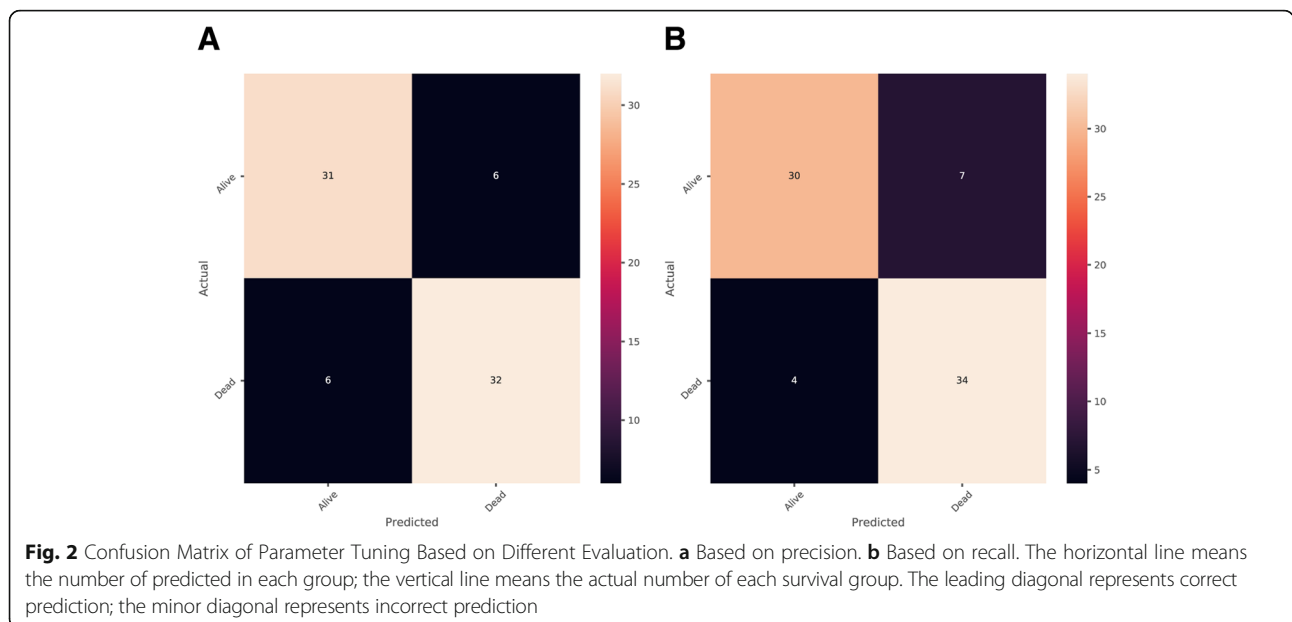 A
B
31
6
6
32
Alive
Dead
Actual
Alive
Dead
Predicted
30
25
20
15
10
30
7
4
34
Alive
Dead
Actual
Alive
Dead
Predicted
30
25
20
15
10
5
Fig. 2 Confusion Matrix of Parameter Tuning Based on Different Evaluation. a Based on precision. b Based on recall. The horizontal line means
the number of predicted in each group; the vertical line means the actual number of each survival group. The leading diagonal represents correct
prediction; the minor diagonal represents incorrect prediction